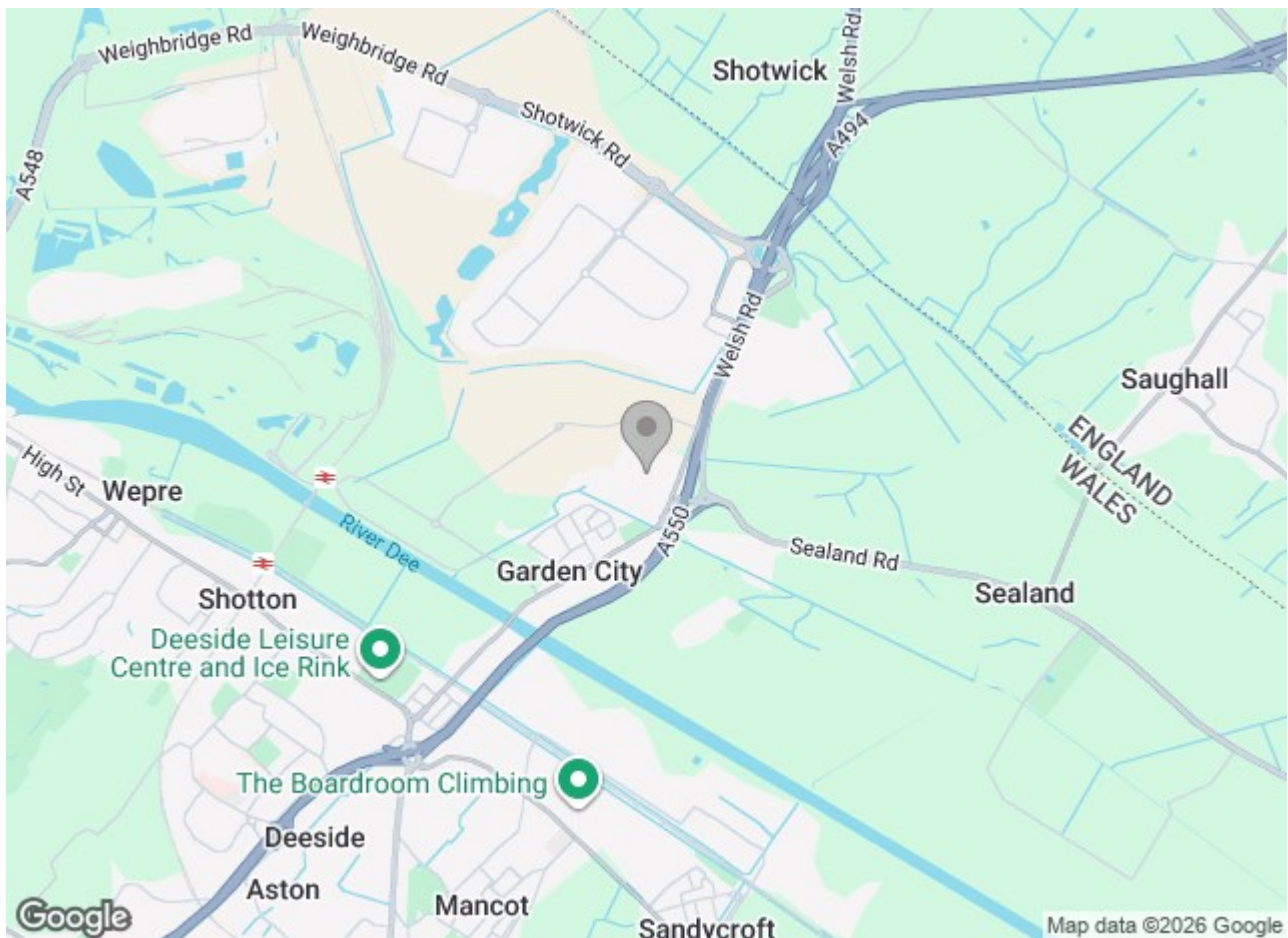 Weighbridge Rd
Weighbridge Rd
Welsh Rd
Shotwick
Shotwick Rd
A494
A548
Welsh Rd
Saughall
ENGLAND
WALES
High St
Wepre
River Dee
A550
Sealand Rd
Garden City
Sealand
Shotton
Deeside Leisure
Centre and Ice Rink
The Boardroom Climbing
Deeside
Aston
Mancot
Sandycroft
Google
Map data ©2026 Google